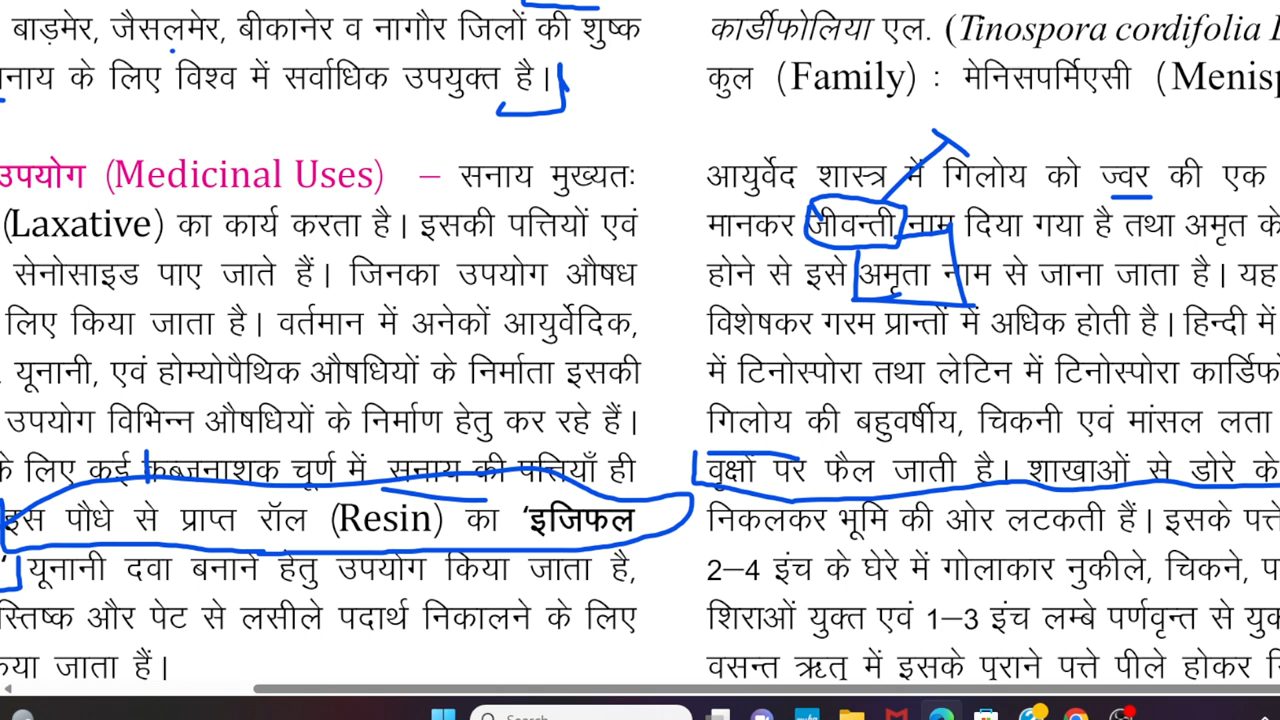 बाड़मेर, जैसलमेर, बीकानेर व नागौर जिलों की शुष्क
के लिए विश्व में सर्वाधिक उपयुक्त है।
उपयोग (Medicinal Uses) – सनाय मुख्यतः
(Laxative) का कार्य करता है। इसकी पत्तियों एवं
सेनोसाइड पाए जाते हैं। जिनका उपयोग औषध
लिए किया जाता है। वर्तमान में अनेकों आयुर्वेदिक,
यूनानी, एवं होम्योपैथिक औषधियों के निर्माता इसकी
उपयोग विभिन्न औषधियों के निर्माण हेतु कर रहे हैं।
के लिए कई कब्जनाशक चूर्ण में सनाय की पत्तियाँ ही
इस पौधे से प्राप्त रॉल (Resin) का 'इजिफल
' यूनानी दवा बनाने हेतु उपयोग किया जाता है,
और पेट से लसीले पदार्थ निकालने के लिए
जाता हैं।
कार्डीफोलिया एल. (Tinospora cordifolia
कुल (Family) : मेनिसपर्मिएसी (
आयुर्वेद शास्त्र में गिलोय को ज्वर की एक
मानकर जीवन्ती नाम दिया गया है तथा अमृत के
होने से इसे अमृता नाम से जाना जाता है। यह
विशेषकर गरम प्रान्तों में अधिक होती है। हिन्दी में
में टिनोस्पोरा तथा लेटिन में टिनोस्पोरा
गिलोय की बहुवर्षीय, चिकनी एवं मांसल लता
वृक्षों पर फैल जाती है। शाखाओं से डोरे के
निकलकर भूमि की ओर लटकती हैं। इसके पत्ते
2–4 इंच के घेरे में गोलाकार नुकीले, चिकने,
शिराओं युक्त एवं 1–3 इंच लम्बे पर्णवृन्त से
वसन्त ऋतु में इसके पुराने पत्ते पीले होकर
Search